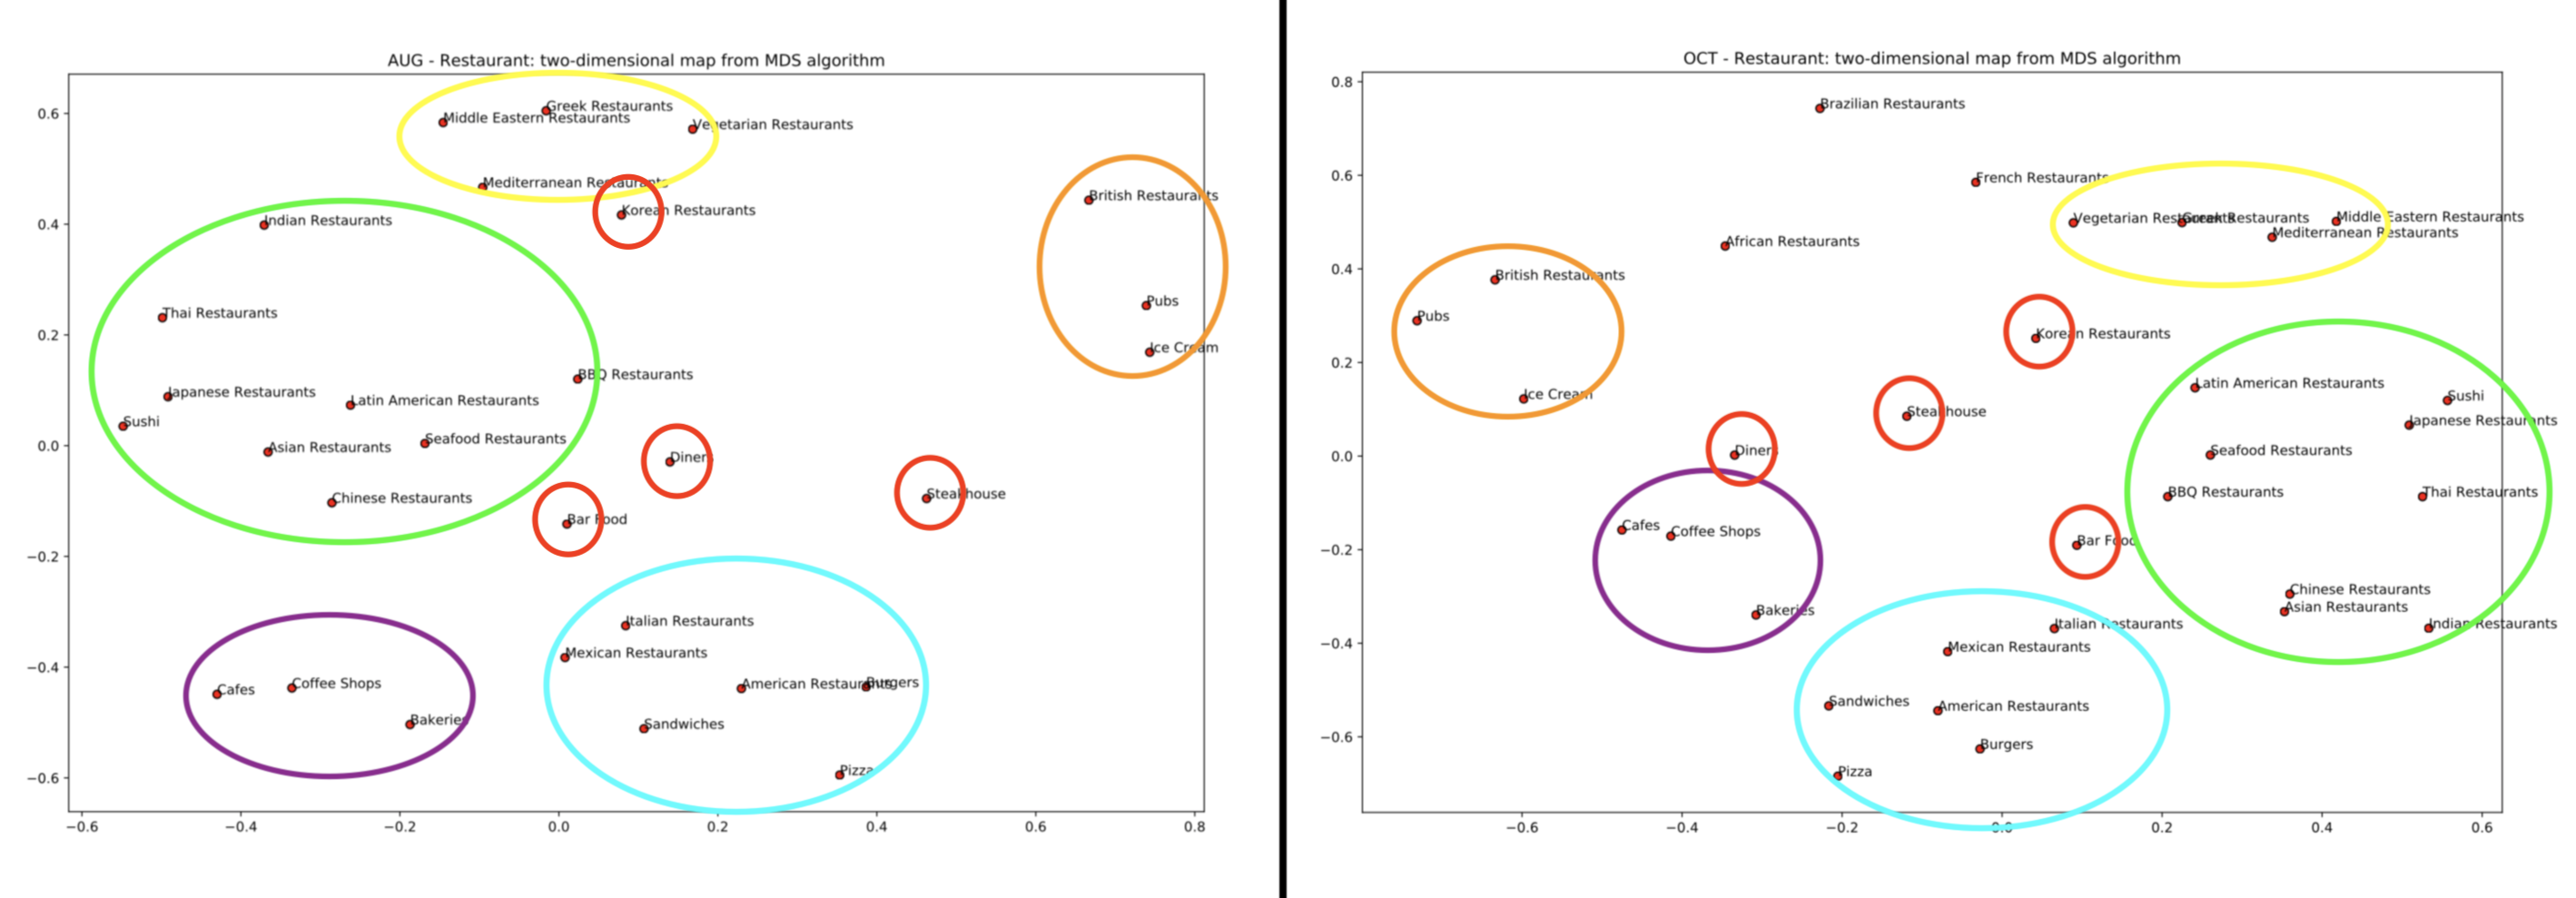 AUG - Restaurant: two-dimensional map from MDS algorithm
0.6
0.4
0.2
0.0
−0.2
−0.4
−0.6
Greek Restaurants
Middle Eastern Restaurants
Vegetarian Restaurants
Mediterranean Restaurants
British Restaurants
Korean Restaurants
Indian Restaurants
Pubs
Thai Restaurants
Ice Cream
BBQ Restaurants
Japanese Restaurants
Latin American Restaurants
Sushi
Seafood Restaurants
Asian Restaurants
Diners
Steakhouse
Chinese Restaurants
Bar Food
Italian Restaurants
Mexican Restaurants
American Restaurants
Burgers
Coffee Shops
Cafes
Bakeries
Sandwiches
Pizza
−0.6 −0.4 −0.2 0.0 0.2 0.4 0.6 0.8
OCT - Restaurant: two-dimensional map from MDS algorithm
0.8
0.6
0.4
0.2
0.0
−0.2
−0.4
−0.6
Brazilian Restaurants
French Restaurants
Vegetarian Restaurants
Greek Restaurants
Middle Eastern Restaurants
Mediterranean Restaurants
African Restaurants
British Restaurants
Pubs
Korean Restaurants
Latin American Restaurants
Ice Cream
Sushi
Steakhouse
Japanese Restaurants
Diners
Seafood Restaurants
BBQ Restaurants
Thai Restaurants
Cafes
Coffee Shops
Bar Food
Chinese Restaurants
Asian Restaurants
Bakeries
Italian Restaurants
Indian Restaurants
Mexican Restaurants
Sandwiches
American Restaurants
Burgers
Pizza
−0.6 −0.4 −0.2 0.0 0.2 0.4 0.6